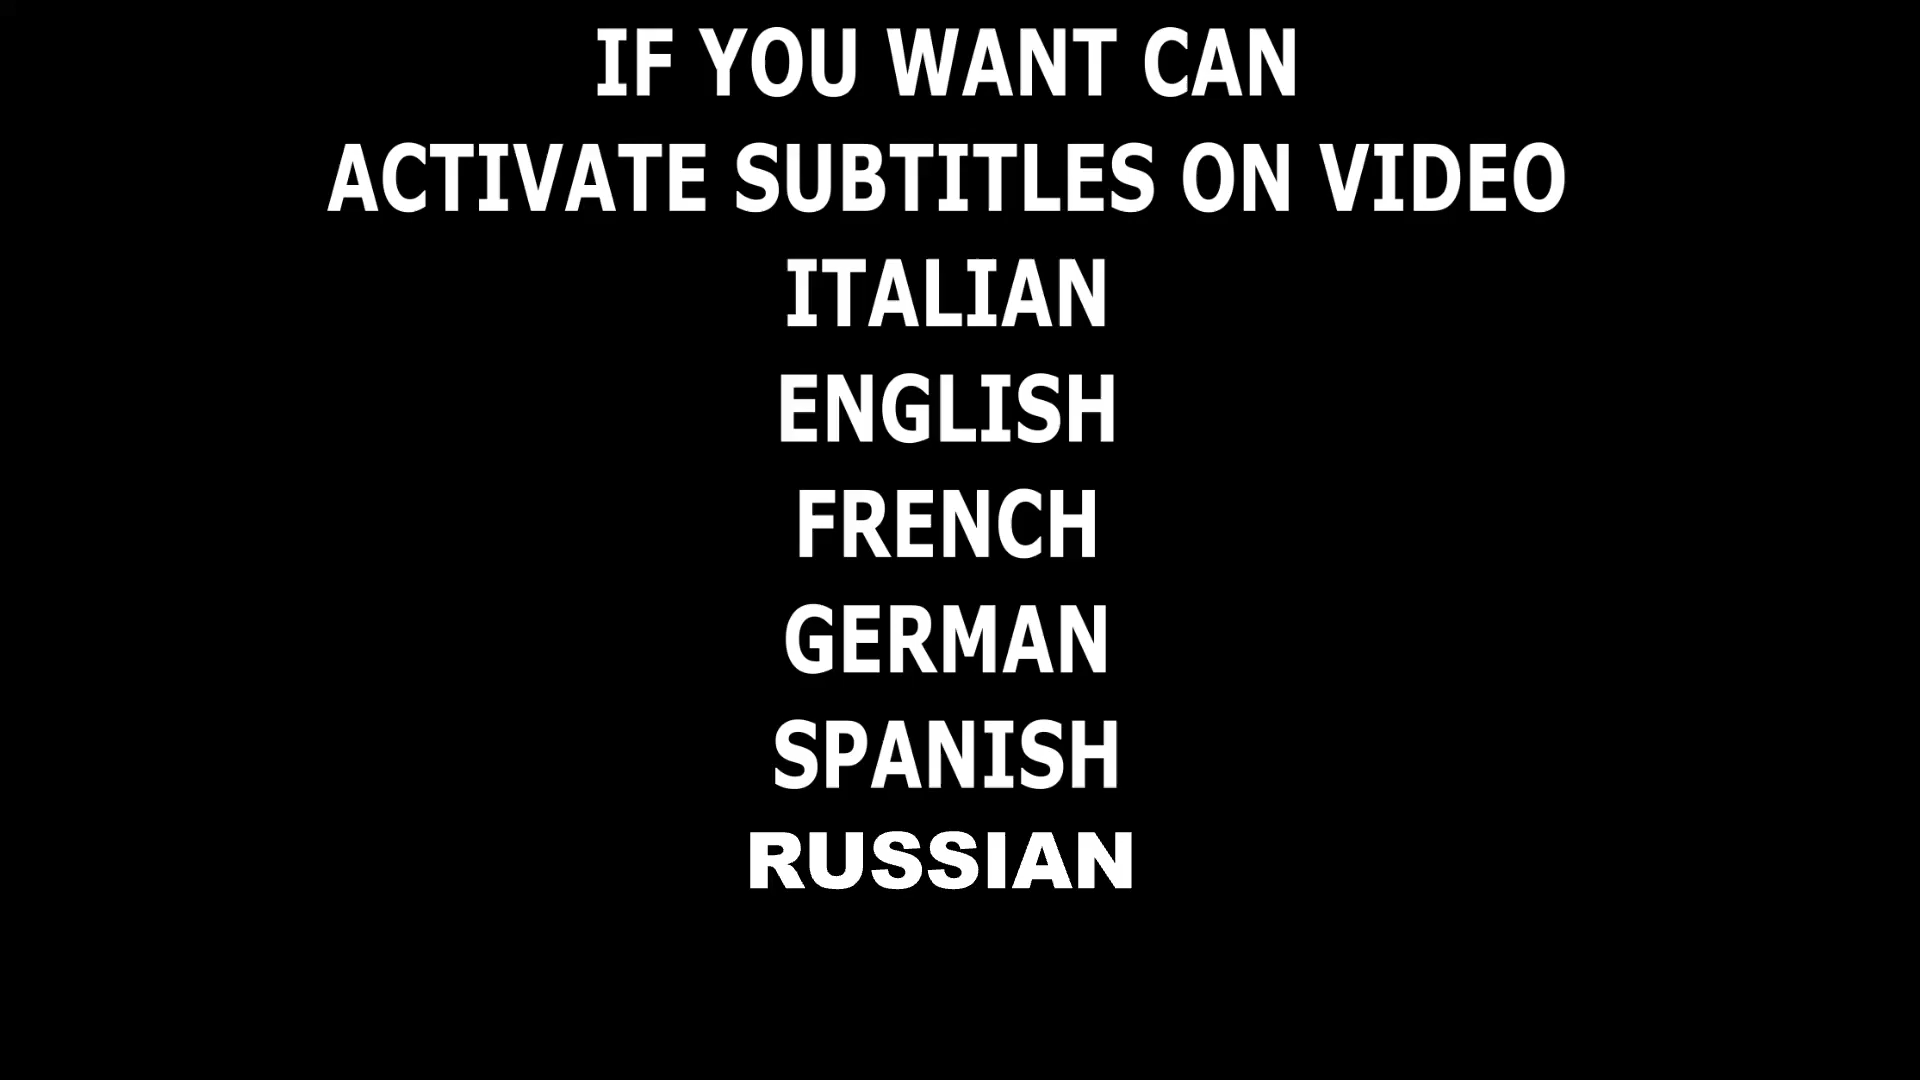 IF YOU WANT CAN
ACTIVATE SUBTITLES ON VIDEO
ITALIAN
ENGLISH
FRENCH
GERMAN
SPANISH
RUSSIAN